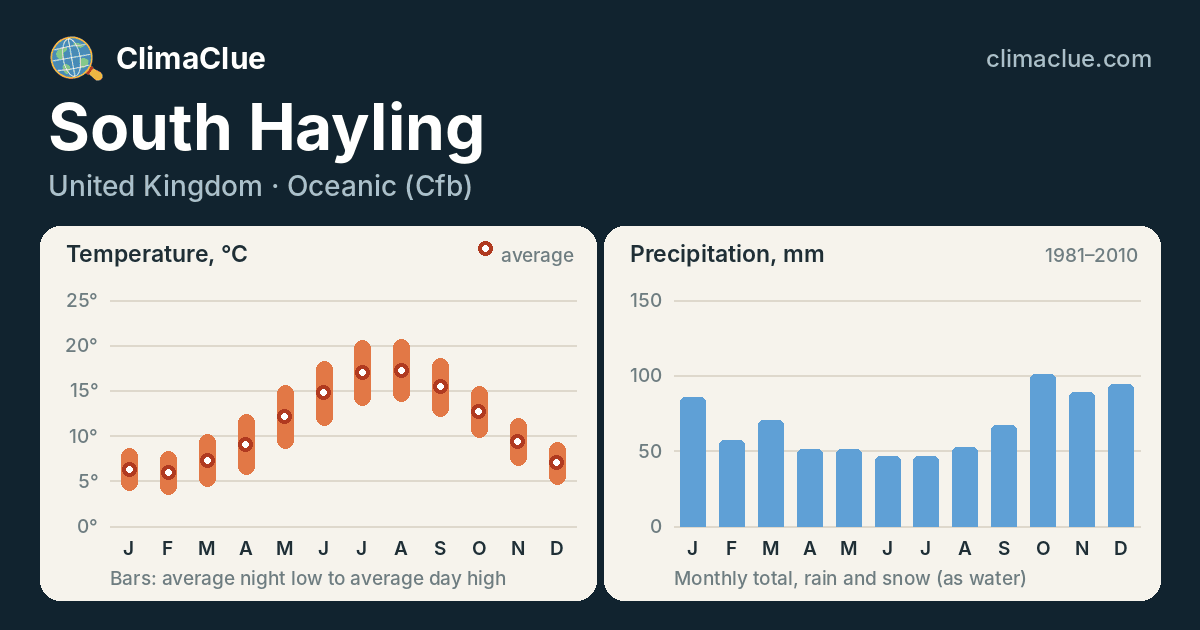 ClimaClue
climaclue.com
South Hayling
United Kingdom · Oceanic (Cfb)
Temperature, °C
average
25°
20°
15°
10°
5°
0°
J F M A M J J A S O N D
Bars: average night low to average day high
Precipitation, mm
1981–2010
150
100
50
0
J F M A M J J A S O N D
Monthly total, rain and snow (as water)